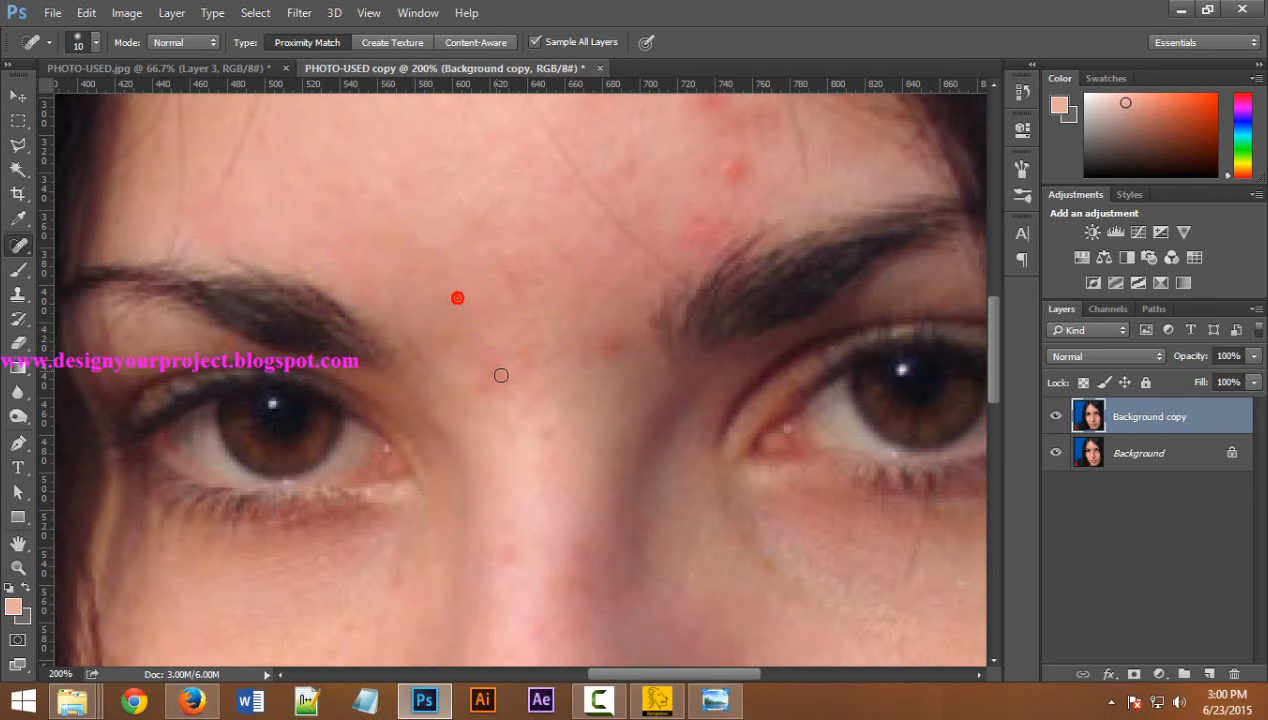 Ps File Edit Image Layer Type Select Filter 3D View Window Help
10 Mode: Normal Type: Proximity Match Create Texture Content-Aware Sample All Layers Essentials
PHOTO-USED.jpg @ 66.7% (Layer 3, RGB/8#) * × PHOTO-USED copy @ 200% (Background copy, RGB/8#) * ×
400 420 440 460 480 500 520 540 560 580 600 620 640 660 680 700 720 740 760 780 800 820 840 860
Color Swatches
Adjustments Styles
Add an adjustment
Layers Channels Paths
Kind
Normal Opacity: 100%
Lock: Fill: 100%
Background copy
Background
www.designyourproject.blogspot.com
200% Doc: 3.00M/6.00M
W Ps Ai Ae C
3:00 PM
6/23/2015